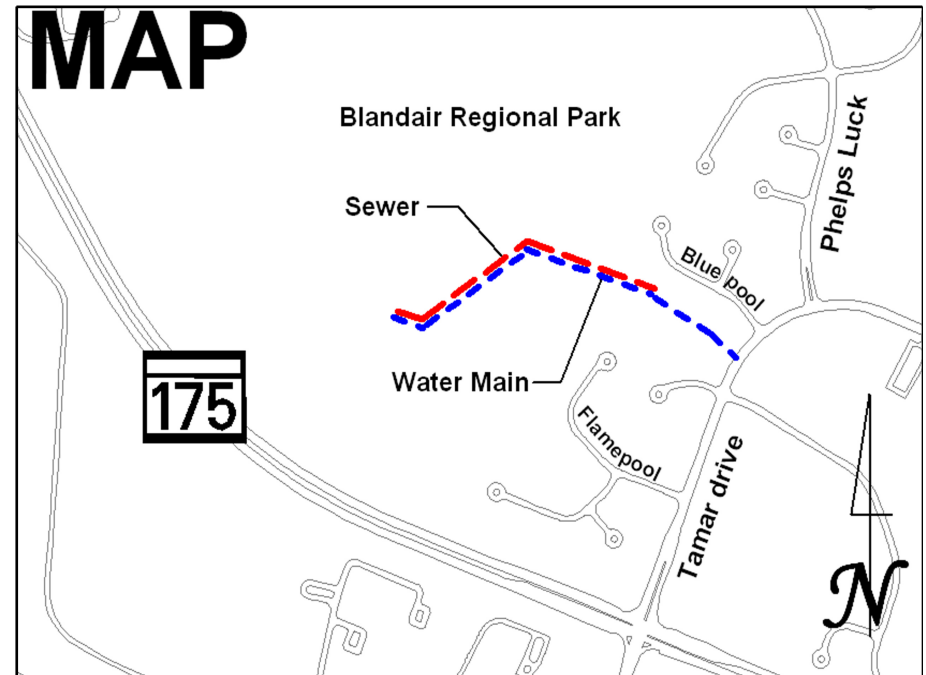 MAP
Blandair Regional Park
Phelps Luck
Sewer
Blue pool
Water Main
175
Flamepool
Tamar drive
N